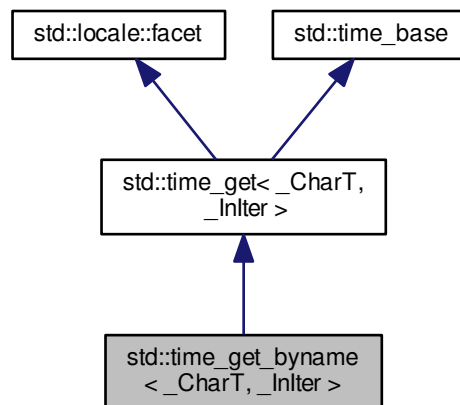 std::locale::facet
std::time_base
std::time_get< _CharT,
_InIter >
std::time_get_byname
< _CharT, _InIter >